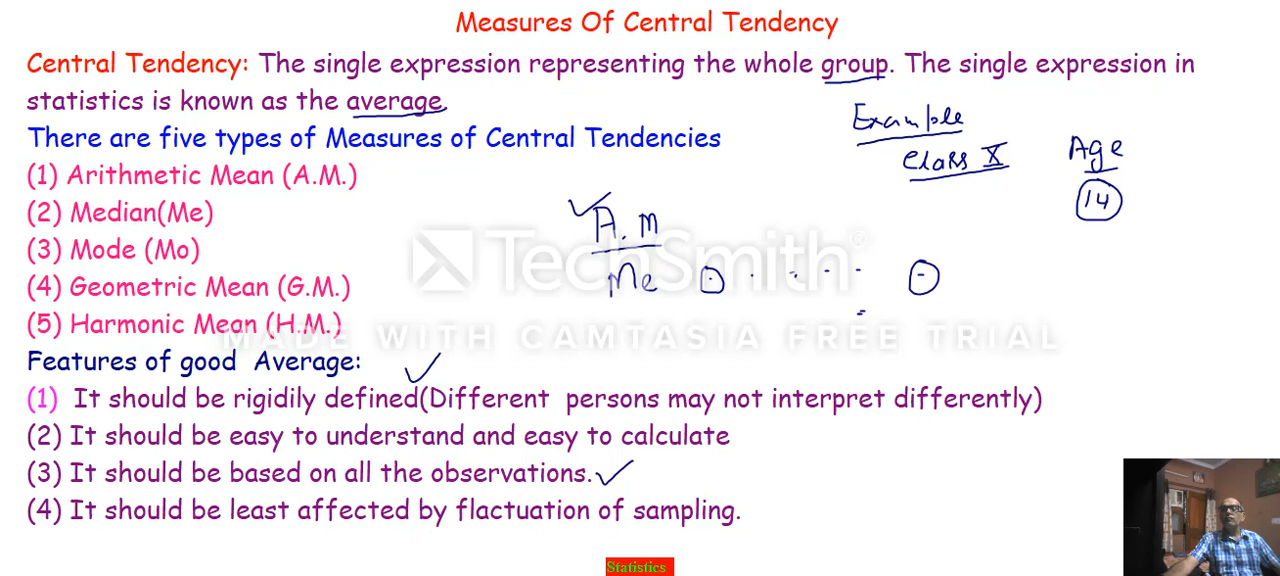 Measures Of Central Tendency
Central Tendency: The single expression representing the whole group. The single expression in
statistics is known as the average.
There are five types of Measures of Central Tendencies
(1) Arithmetic Mean (A.M.)
(2) Median(Me)
(3) Mode (Mo)
(4) Geometric Mean (G.M.)
(5) Harmonic Mean (H.M.)
Example
Class X
Age
14
A.M
Me
TechSmith®
MADE WITH CAMTASIA FREE TRIAL
Features of good Average:
(1) It should be rigidily defined(Different persons may not interpret differently)
(2) It should be easy to understand and easy to calculate
(3) It should be based on all the observations.
(4) It should be least affected by flactuation of sampling.
Statistics